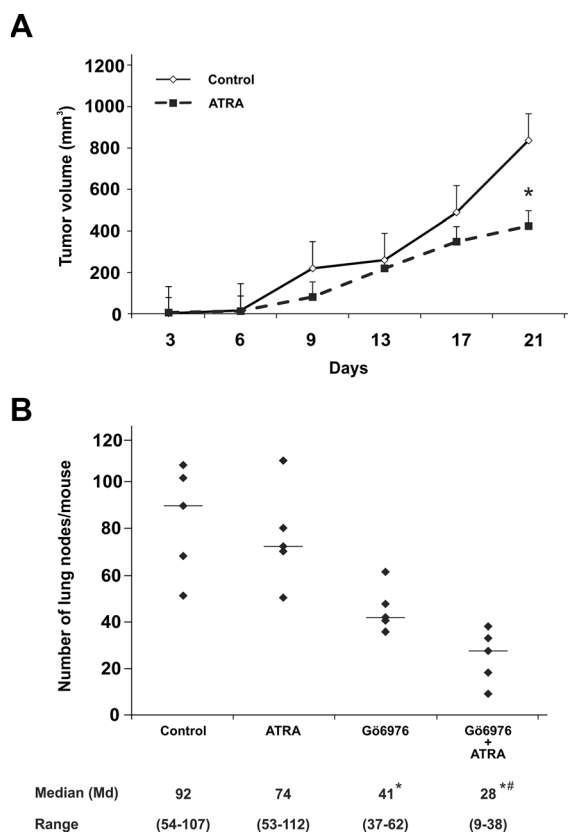 A
1200
1000
800
600
400
200
0
Tumor volume (mm³)
Control
ATRA
*
3 6 9 13 17 21
Days
B
120
100
80
60
40
20
0
Number of lung nodes/mouse
Control ATRA Gö6976 Gö6976
+
ATRA
Median (Md) 92 74 41* 28*#
Range (54-107) (53-112) (37-62) (9-38)